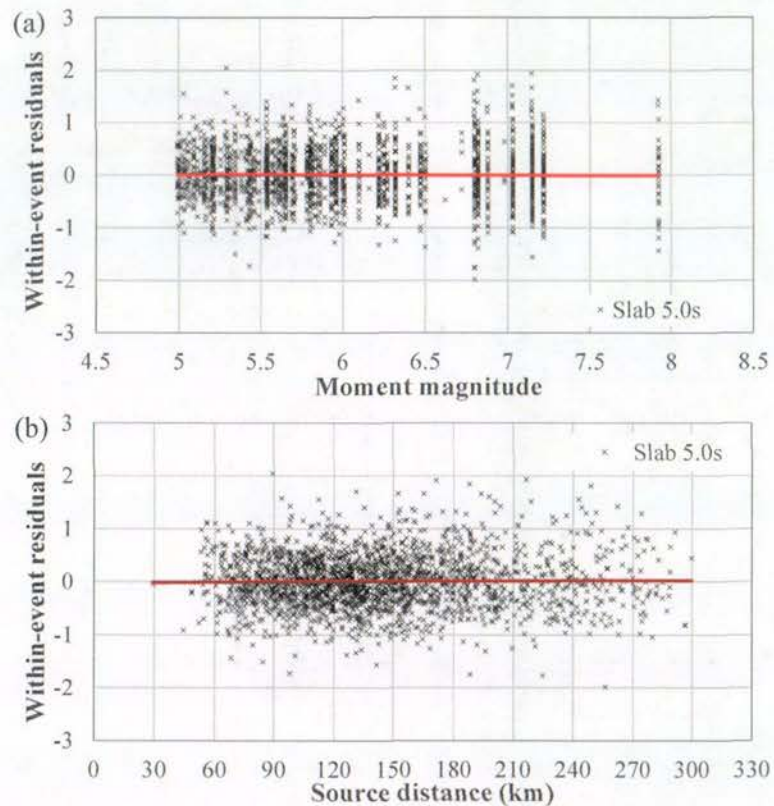 (a)
3
2
1
0
-1
-2
-3
Within-event residuals
× Slab 5.0s
4.5 5 5.5 6 6.5 7 7.5 8 8.5
Moment magnitude
(b)
3
2
1
0
-1
-2
-3
Within-event residuals
× Slab 5.0s
0 30 60 90 120 150 180 210 240 270 300 330
Source distance (km)